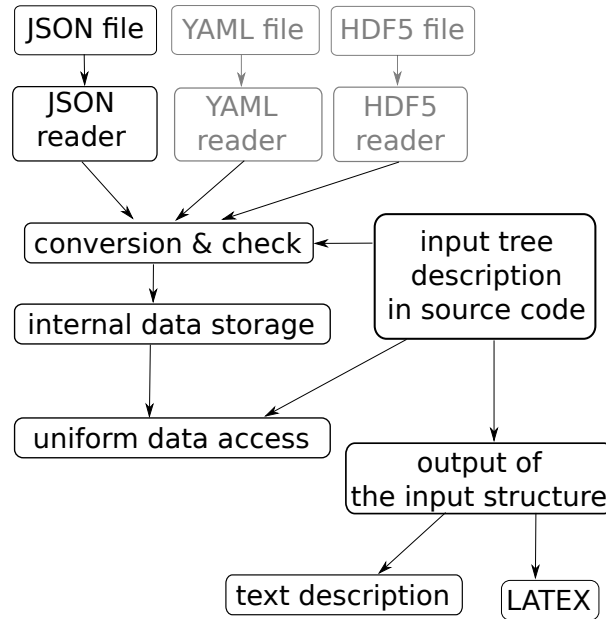 JSON file
YAML file
HDF5 file
JSON
reader
YAML
reader
HDF5
reader
conversion & check
input tree
description
in source code
internal data storage
uniform data access
output of
the input structure
text description
LATEX